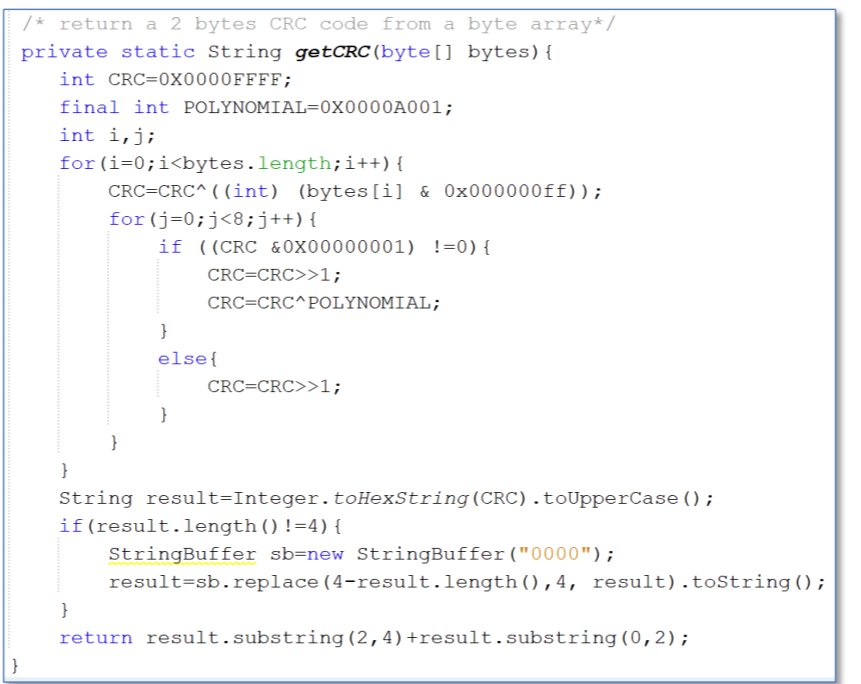 /* return a 2 bytes CRC code from a byte array*/
private static String getCRC(byte[] bytes){
int CRC=0X0000FFFF;
final int POLYNOMIAL=0X0000A001;
int i,j;
for(i=0;i<bytes.length;i++){
CRC=CRC^((int) (bytes[i] & 0x000000ff));
for(j=0;j<8;j++){
if ((CRC &0X00000001) !=0){
CRC=CRC>>1;
CRC=CRC^POLYNOMIAL;
}
else{
CRC=CRC>>1;
}
}
}
String result=Integer.toHexString(CRC).toUpperCase();
if(result.length()!=4){
StringBuffer sb=new StringBuffer("0000");
result=sb.replace(4-result.length(),4, result).toString();
}
return result.substring(2,4)+result.substring(0,2);
}